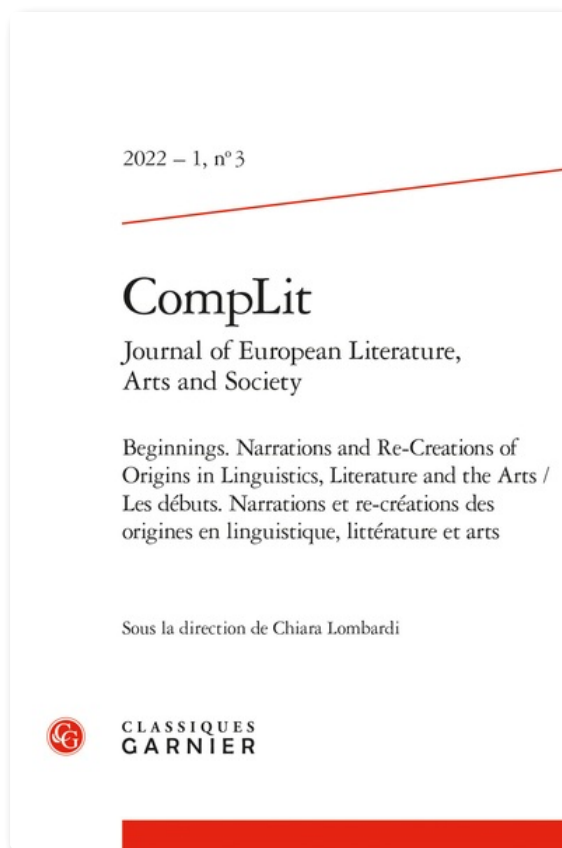 2022 – 1, nº 3
CompLit
Journal of European Literature,
Arts and Society
Beginnings. Narrations and Re-Creations of
Origins in Linguistics, Literature and the Arts /
Les débuts. Narrations et re-créations des
origines en linguistique, littérature et arts
Sous la direction de Chiara Lombardi
CG
CLASSIQUES
GARNIER